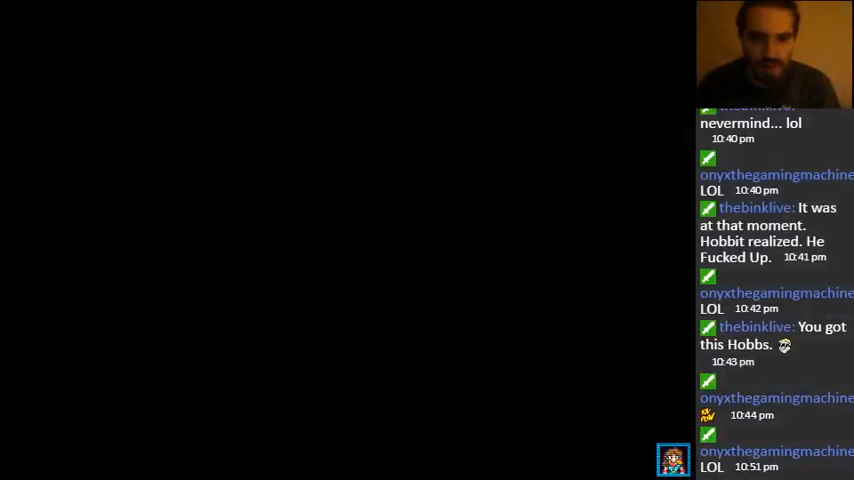 nevermind... lol
10:40 pm
onyxthegamingmachine
LOL 10:40 pm
thebinklive: It was
at that moment.
Hobbit realized. He
Fucked Up. 10:41 pm
onyxthegamingmachine
LOL 10:42 pm
thebinklive: You got
this Hobbs.
10:43 pm
onyxthegamingmachine
KA POW 10:44 pm
onyxthegamingmachine
LOL 10:51 pm